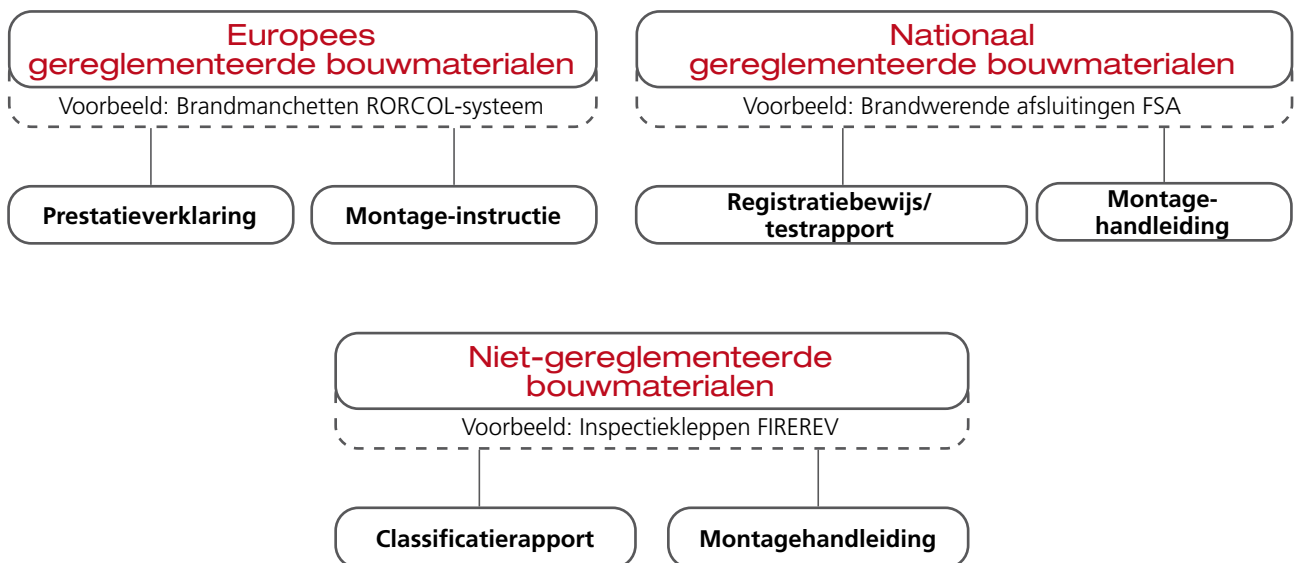 Europees
gereglementeerde bouwmaterialen
Voorbeeld: Brandmanchetten RORCOL-systeem
Prestatieverklaring
Montage-instructie
Nationaal
gereglementeerde bouwmaterialen
Voorbeeld: Brandwerende afsluitingen FSA
Registratiebewijs/
testrapport
Montage-
handleiding
Niet-gereglementeerde
bouwmaterialen
Voorbeeld: Inspectiekleppen FIREREV
Classificatierapport
Montagehandleiding